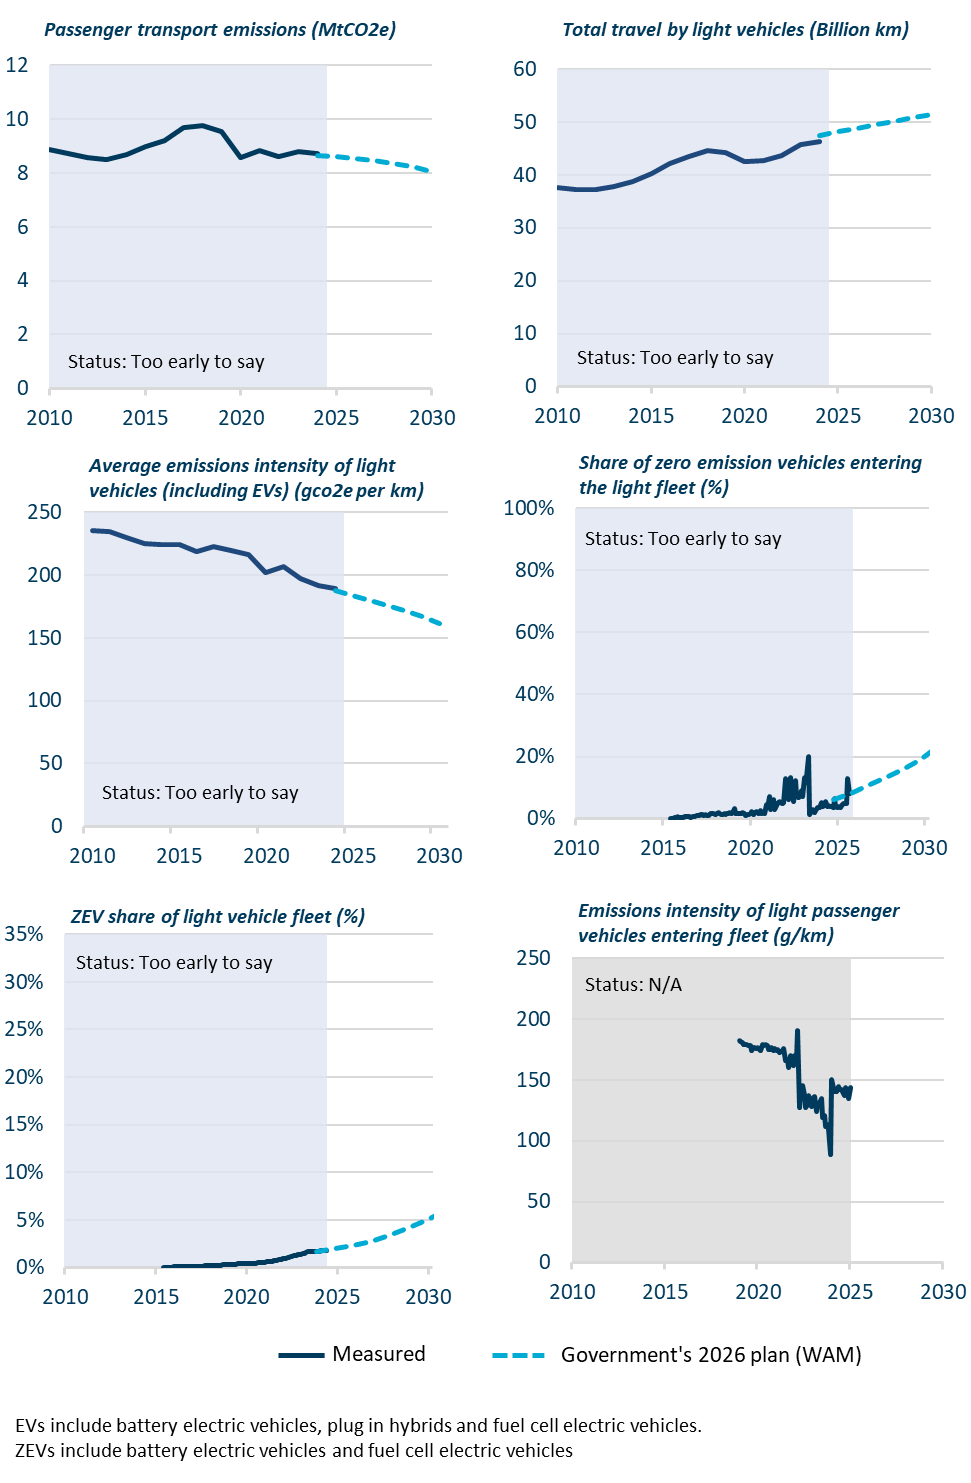 Passenger transport emissions (MtCO2e)
12
10
8
6
4
2
0
Status: Too early to say
2010 2015 2020 2025 2030
Total travel by light vehicles (Billion km)
60
50
40
30
20
10
0
Status: Too early to say
2010 2015 2020 2025 2030
Average emissions intensity of light
vehicles (including EVs) (gco2e per km)
250
200
150
100
50
0
Status: Too early to say
2010 2015 2020 2025 2030
Share of zero emission vehicles entering
the light fleet (%)
100%
Status: Too early to say
80%
60%
40%
20%
0%
2010 2015 2020 2025 2030
ZEV share of light vehicle fleet (%)
35%
Status: Too early to say
30%
25%
20%
15%
10%
5%
0%
2010 2015 2020 2025 2030
Emissions intensity of light passenger
vehicles entering fleet (g/km)
250
Status: N/A
200
150
100
50
0
2010 2015 2020 2025 2030
Measured
Government's 2026 plan (WAM)
EVs include battery electric vehicles, plug in hybrids and fuel cell electric vehicles.
ZEVs include battery electric vehicles and fuel cell electric vehicles